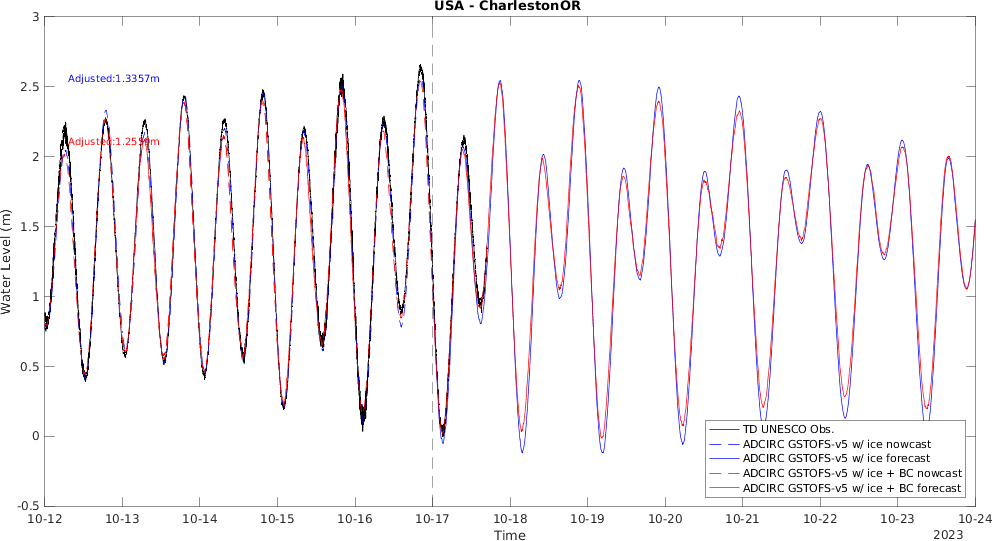 USA - CharlestonOR
3
2.5
2
1.5
1
0.5
0
-0.5
Water Level (m)
Adjusted:1.3357m
TD UNESCO Obs.
ADCIRC GSTOFS-v5 w/ ice nowcast
ADCIRC GSTOFS-v5 w/ ice forecast
ADCIRC GSTOFS-v5 w/ ice + BC nowcast
ADCIRC GSTOFS-v5 w/ ice + BC forecast
10-12 10-13 10-14 10-15 10-16 10-17 10-18 10-19 10-20 10-21 10-22 10-23 10-24
Time
2023